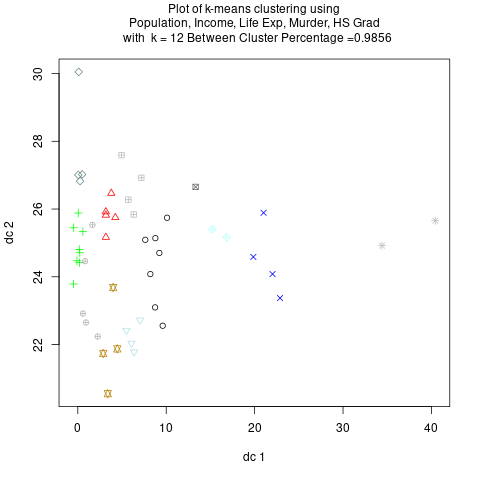 Plot of k-means clustering using
Population, Income, Life Exp, Murder, HS Grad
with k = 12 Between Cluster Percentage =0.9856
30
28
26
24
22
dc 2
0
10
20
30
40
dc 1